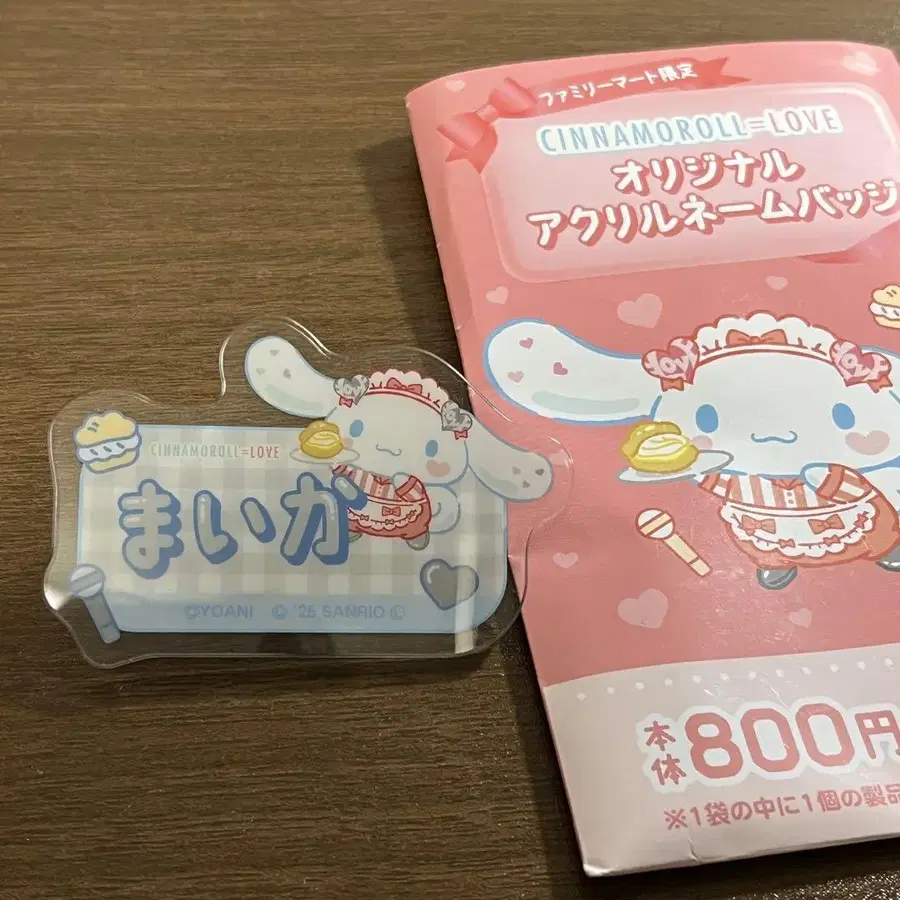 ファミリーマート限定
CINNAMOROLL=LOVE
オリジナル
アクリルネームバッジ
LOVE
LOVE
本体800円
※1袋の中に1個の製品
CINNAMOROLL=LOVE
まいか
©YOANI © '25 SANRIO Ⓛ